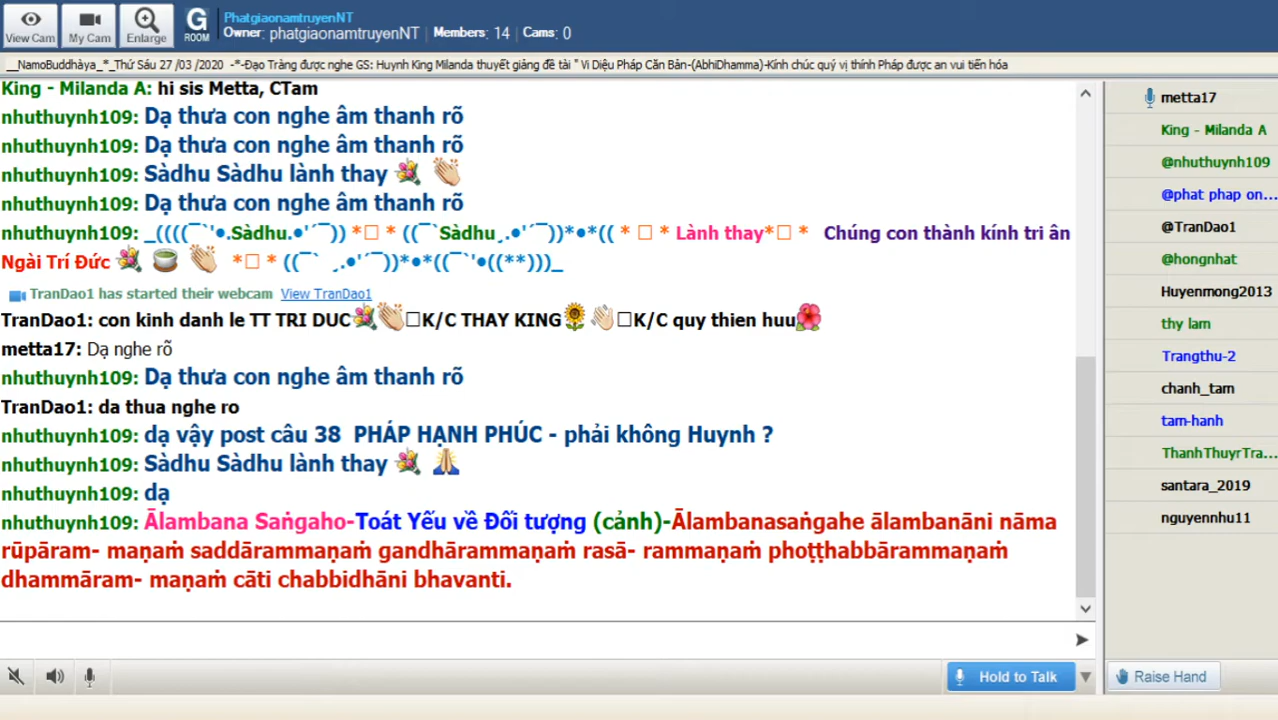 View Cam
My Cam
Enlarge
G
ROOM
PhatgiaonamtruyenNT
Owner: phatgiaonamtruyenNT | Members: 14 | Cams: 0
__NamoBuddhàya_*_Thứ Sáu 27 /03 /2020 -*-Đạo Tràng được nghe GS: Huynh King Milanda thuyết giảng đề tài " Vi Diệu Pháp Căn Bản-(AbhiDhamma)-Kính chúc quý vị thính Pháp được an vui tiến hóa
King - Milanda A: hi sis Metta, CTam
nhuthuynh109: Dạ thưa con nghe âm thanh rõ
nhuthuynh109: Dạ thưa con nghe âm thanh rõ
nhuthuynh109: Sàdhu Sàdhu lành thay
nhuthuynh109: Dạ thưa con nghe âm thanh rõ
nhuthuynh109: _((((¯`'•.Sàdhu.•'´¯)) *□ * ((¯`Sàdhu¸.•'´¯))*•*(( * □ * Lành thay*□ * Chúng con thành kính tri ân
Ngài Trí Đức *□ * ((¯` ¸.•'´¯))*•*((¯`'•((**)))_
TranDao1 has started their webcam View TranDao1
TranDao1: con kinh danh le TT TRI DUC □K/C THAY KING □K/C quy thien huu
metta17: Dạ nghe rõ
nhuthuynh109: Dạ thưa con nghe âm thanh rõ
TranDao1: da thua nghe ro
nhuthuynh109: dạ vậy post câu 38 PHÁP HẠNH PHÚC - phải không Huynh ?
nhuthuynh109: Sàdhu Sàdhu lành thay
nhuthuynh109: dạ
nhuthuynh109: Ālambana Saṅgaho-Toát Yếu về Đối tượng (cảnh)-Ālambanasaṅgahe ālambanāni nāma
rūpāram- maṇaṁ saddārammaṇaṁ gandhārammaṇaṁ rasā- rammaṇaṁ phoṭṭhabbārammaṇaṁ
dhammāram- maṇaṁ cāti chabbidhāni bhavanti.
metta17
King - Milanda A
@nhuthuynh109
@phat phap on...
@TranDao1
@hongnhat
Huyenmong2013
thy lam
Trangthu-2
chanh_tam
tam-hanh
ThanhThuyrTra...
santara_2019
nguyennhu11
Hold to Talk
Raise Hand